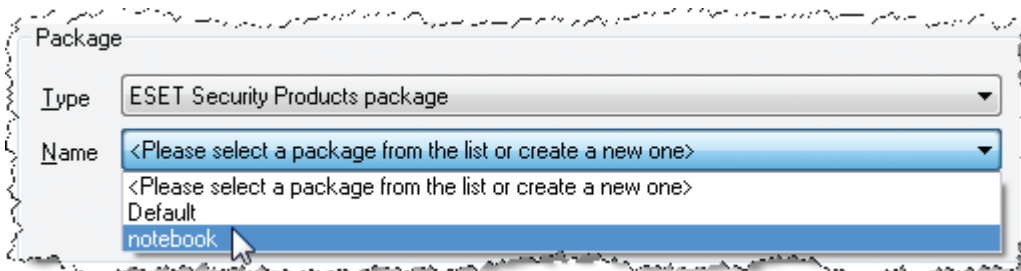 Package
Type ESET Security Products package
Name <Please select a package from the list or create a new one>
<Please select a package from the list or create a new one>
Default
notebook